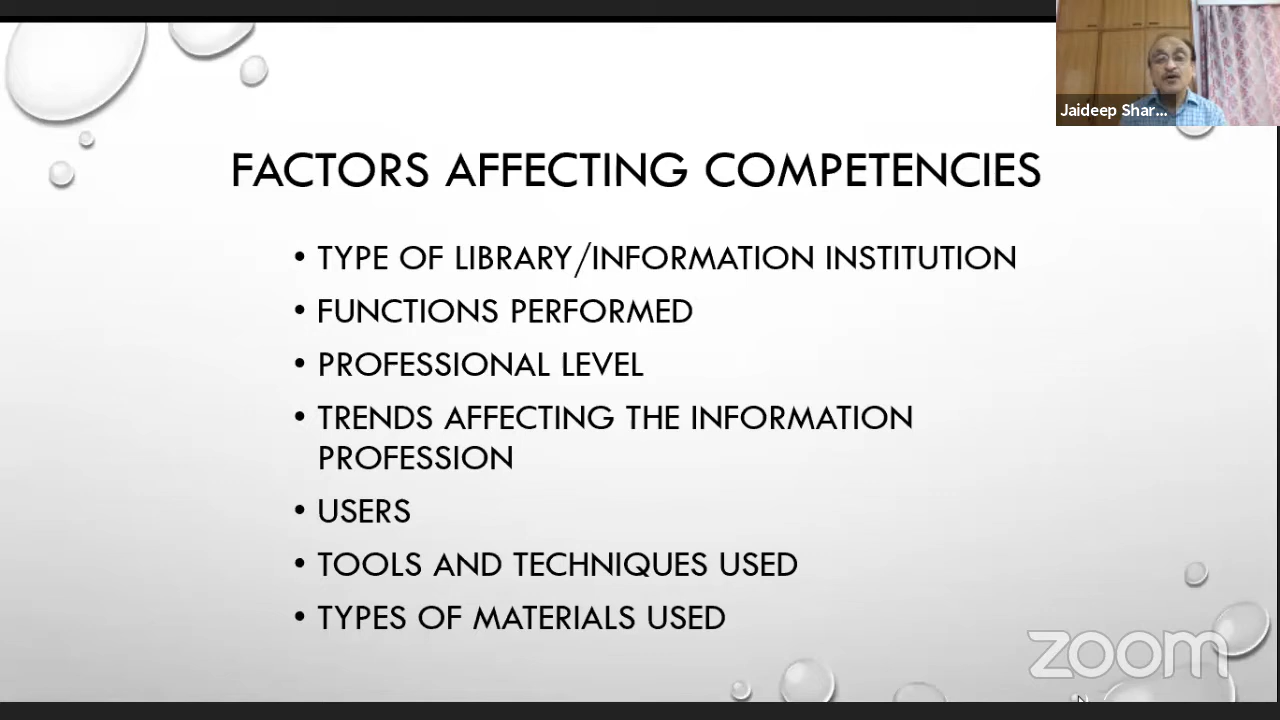 Jaideep Shar...
FACTORS AFFECTING COMPETENCIES
• TYPE OF LIBRARY/INFORMATION INSTITUTION
• FUNCTIONS PERFORMED
• PROFESSIONAL LEVEL
• TRENDS AFFECTING THE INFORMATION
PROFESSION
• USERS
• TOOLS AND TECHNIQUES USED
• TYPES OF MATERIALS USED
zoom